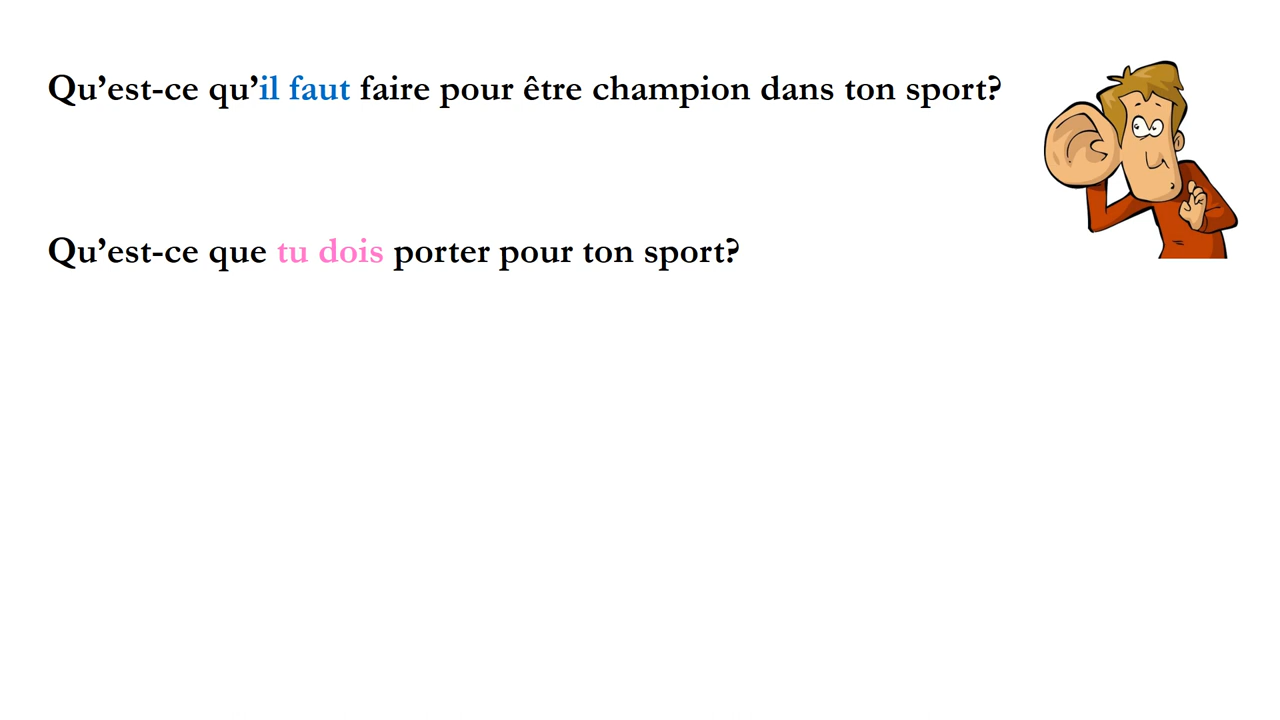 Qu’est-ce qu’il faut faire pour être champion dans ton sport?
Qu’est-ce que tu dois porter pour ton sport?